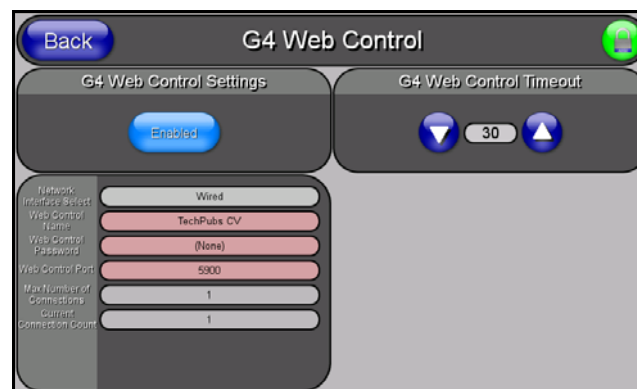 Back
G4 Web Control
G4 Web Control Settings
G4 Web Control Timeout
Enabled
30
Network
Interface Select
Wired
Web Control
Name
TechPubs CV
Web Control
Password
(None)
Web Control Port
5900
Max Number of
Connections
1
Current
Connection Count
1